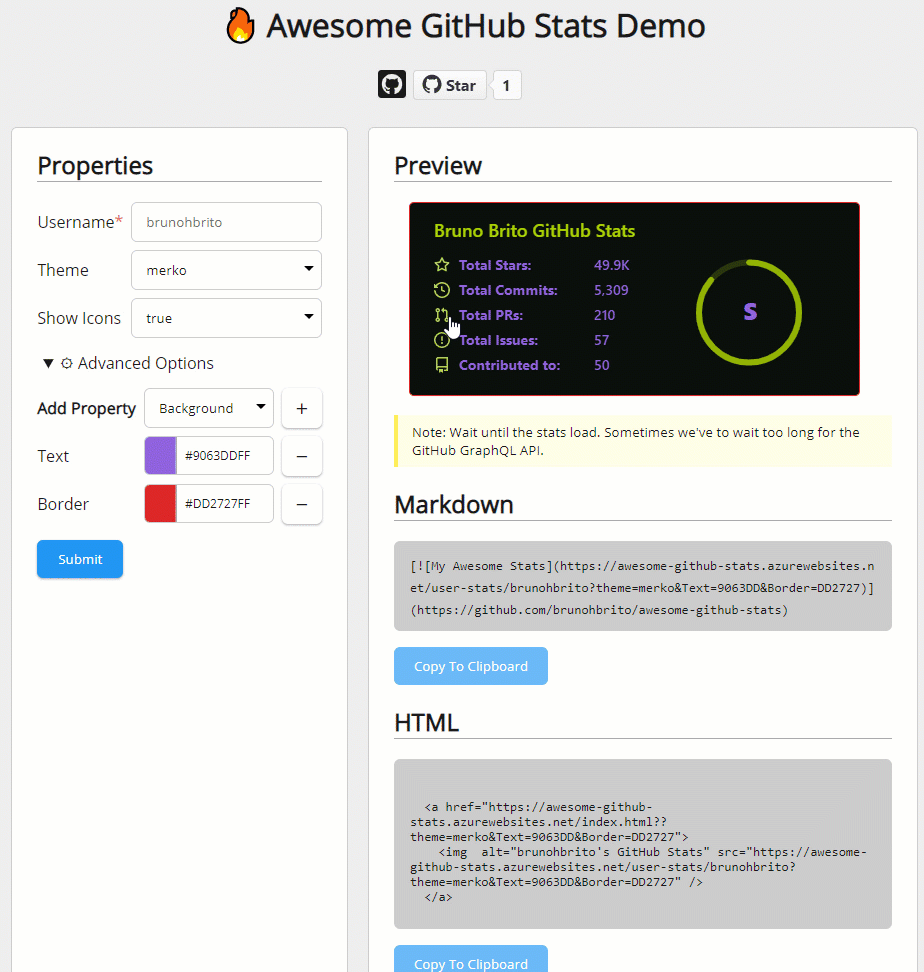 🔥 Awesome GitHub Stats Demo
Star 1
Properties
Username* brunohbrito
Theme merko
Show Icons true
▼ ⚙ Advanced Options
Add Property Background +
Text #9063DDFF −
Border #DD2727FF −
Submit
Preview
Bruno Brito GitHub Stats
Total Stars: 49.9K
Total Commits: 5,309
Total PRs: 210
Total Issues: 57
Contributed to: 50
S
Note: Wait until the stats load. Sometimes we've to wait too long for the
GitHub GraphQL API.
Markdown
[![My Awesome Stats](https://awesome-github-stats.azurewebsites.n
et/user-stats/brunohbrito?theme=merko&Text=9063DD&Border=DD2727)]
(https://github.com/brunohbrito/awesome-github-stats)
Copy To Clipboard
HTML
<a href="https://awesome-github-
stats.azurewebsites.net/index.html??
theme=merko&Text=9063DD&Border=DD2727">
<img  alt="brunohbrito's GitHub Stats" src="https://awesome-
github-stats.azurewebsites.net/user-stats/brunohbrito?
theme=merko&Text=9063DD&Border=DD2727" />
</a>
Copy To Clipboard